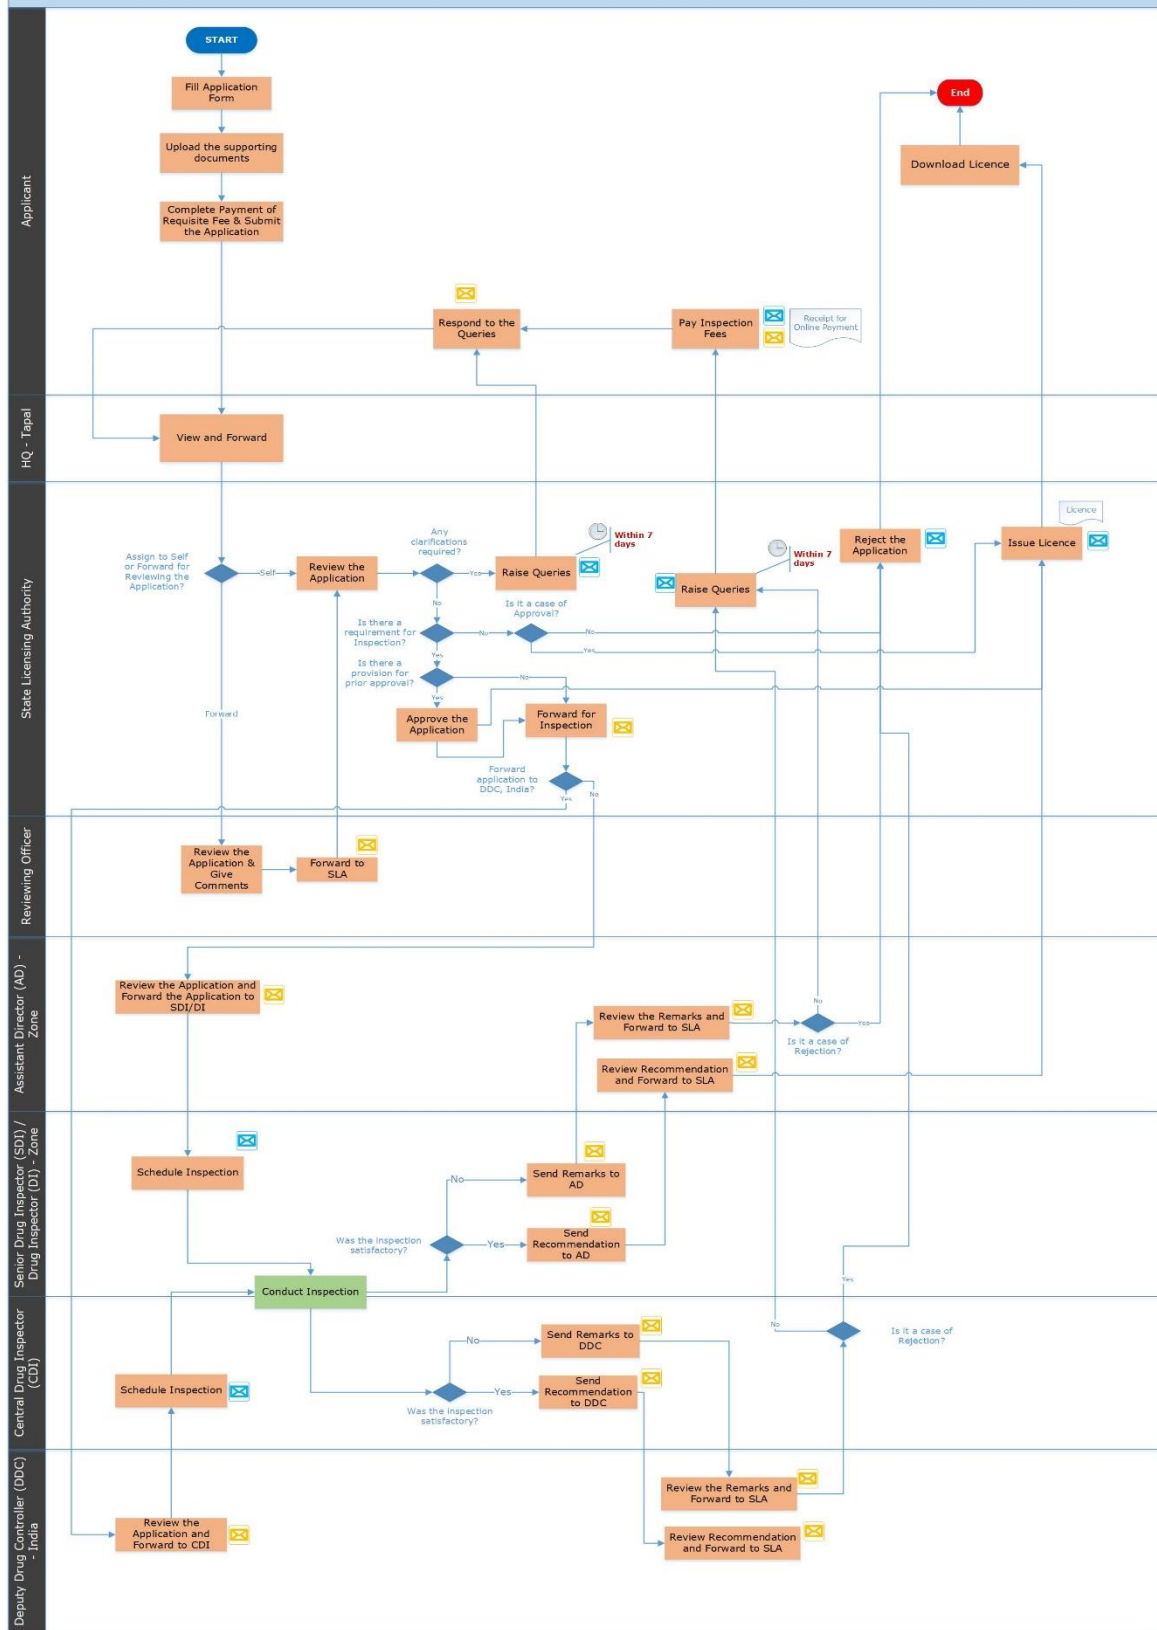 Applicant
START
Fill Application
Form
Upload the supporting
documents
Complete Payment of
Requisite Fee & Submit
the Application
End
Download Licence
Respond to the
Queries
Pay Inspection
Fees
Receipt for
Online Payment
HQ - Tapal
View and Forward
State Licensing Authority
Assign to Self
or Forward for
Reviewing the
Application?
Self
Forward
Review the
Application
Any
clarifications
required?
Yes
No
Raise Queries
Within 7
days
Is there a
requirement for
Inspection?
No
Yes
Is it a case of
Approval?
No
Yes
Is there a
provision for
prior approval?
No
Yes
Approve the
Application
Forward for
Inspection
Forward
application to
DDC, India?
Yes
No
Raise Queries
Within 7
days
Reject the
Application
Licence
Issue Licence
Reviewing Officer
Review the
Application &
Give
Comments
Forward to
SLA
Assistant Director (AD) -
Zone
Review the Application and
Forward the Application to
SDI/DI
Review the Remarks and
Forward to SLA
No
Yes
Is it a case of
Rejection?
Review Recommendation
and Forward to SLA
Senior Drug Inspector (SDI) /
Drug Inspector (DI) - Zone
Schedule Inspection
Was the inspection
satisfactory?
No
Yes
Send Remarks to
AD
Send
Recommendation
to AD
Conduct Inspection
Central Drug Inspector
(CDI)
Schedule Inspection
Was the inspection
satisfactory?
No
Yes
Send Remarks to
DDC
Send
Recommendation
to DDC
Yes
No
Is it a case of
Rejection?
Deputy Drug Controller (DDC)
- India
Review the
Application and
Forward to CDI
Review the Remarks and
Forward to SLA
Review Recommendation
and Forward to SLA